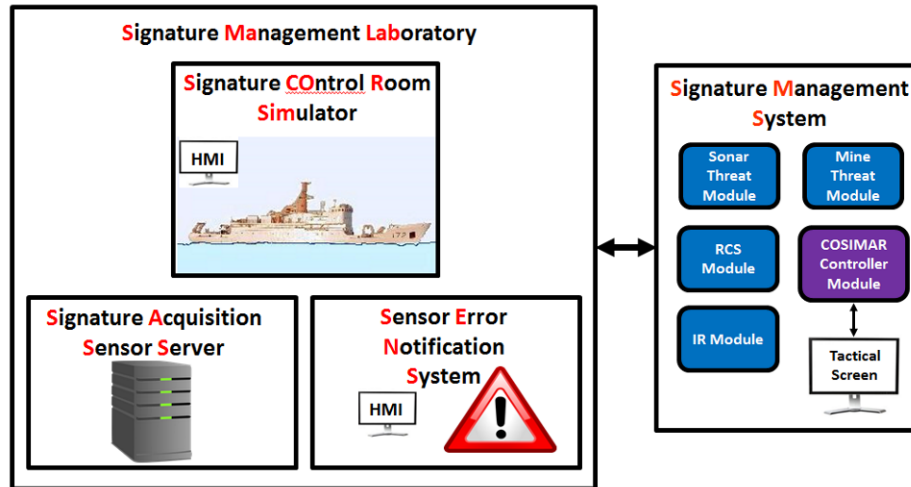 Signature Management Laboratory
Signature COntrol Room
Simulator
HMI
177
Signature Acquisition
Sensor Server
Sensor Error
Notification
System
HMI
Signature Management
System
Sonar
Threat
Module
Mine
Threat
Module
RCS
Module
COSIMAR
Controller
Module
IR Module
Tactical
Screen